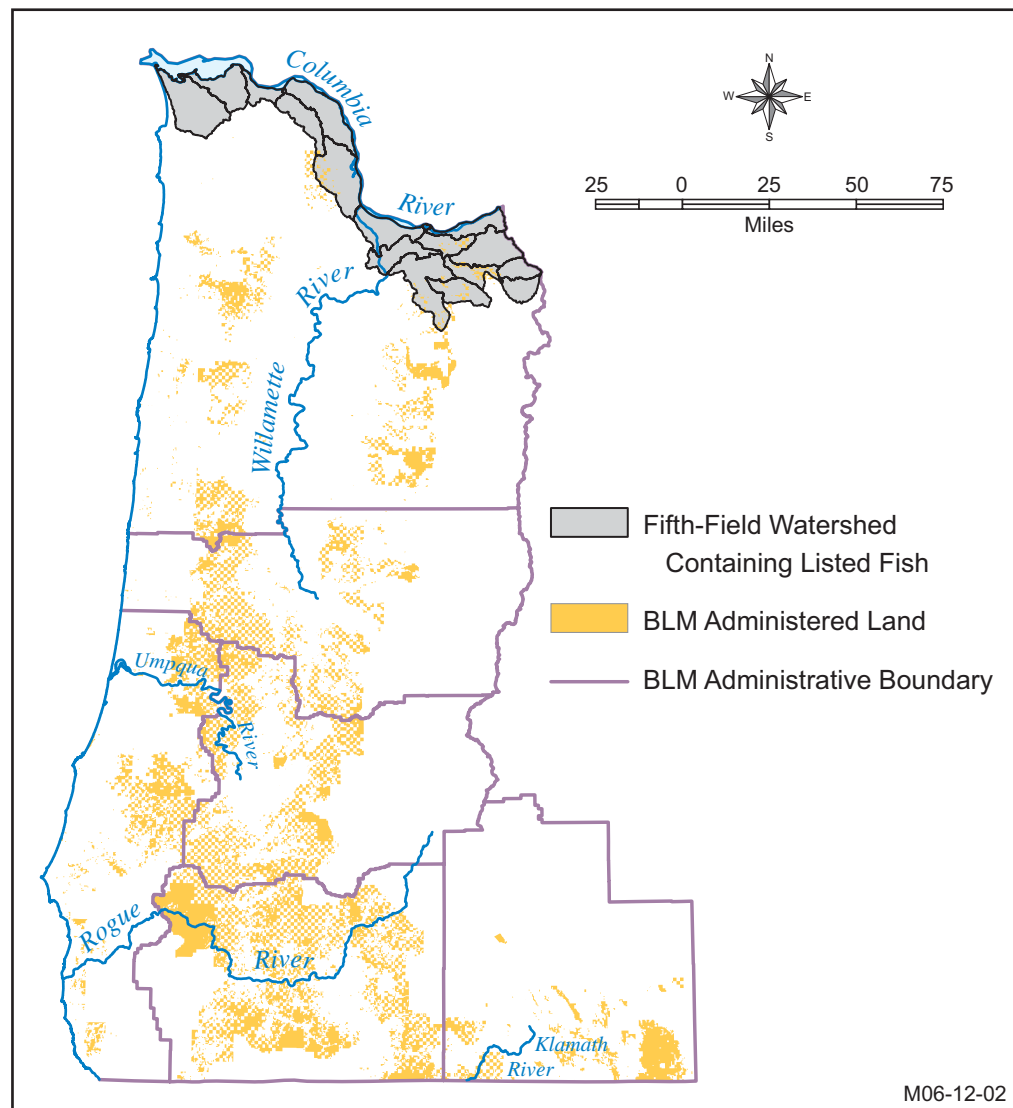 Columbia
River
N
W E
S
25 0 25 50 75
Miles
River
Willamette
Fifth-Field Watershed
Containing Listed Fish
BLM Administered Land
BLM Administrative Boundary
Umpqua
River
Rogue
River
Klamath
River
M06-12-02